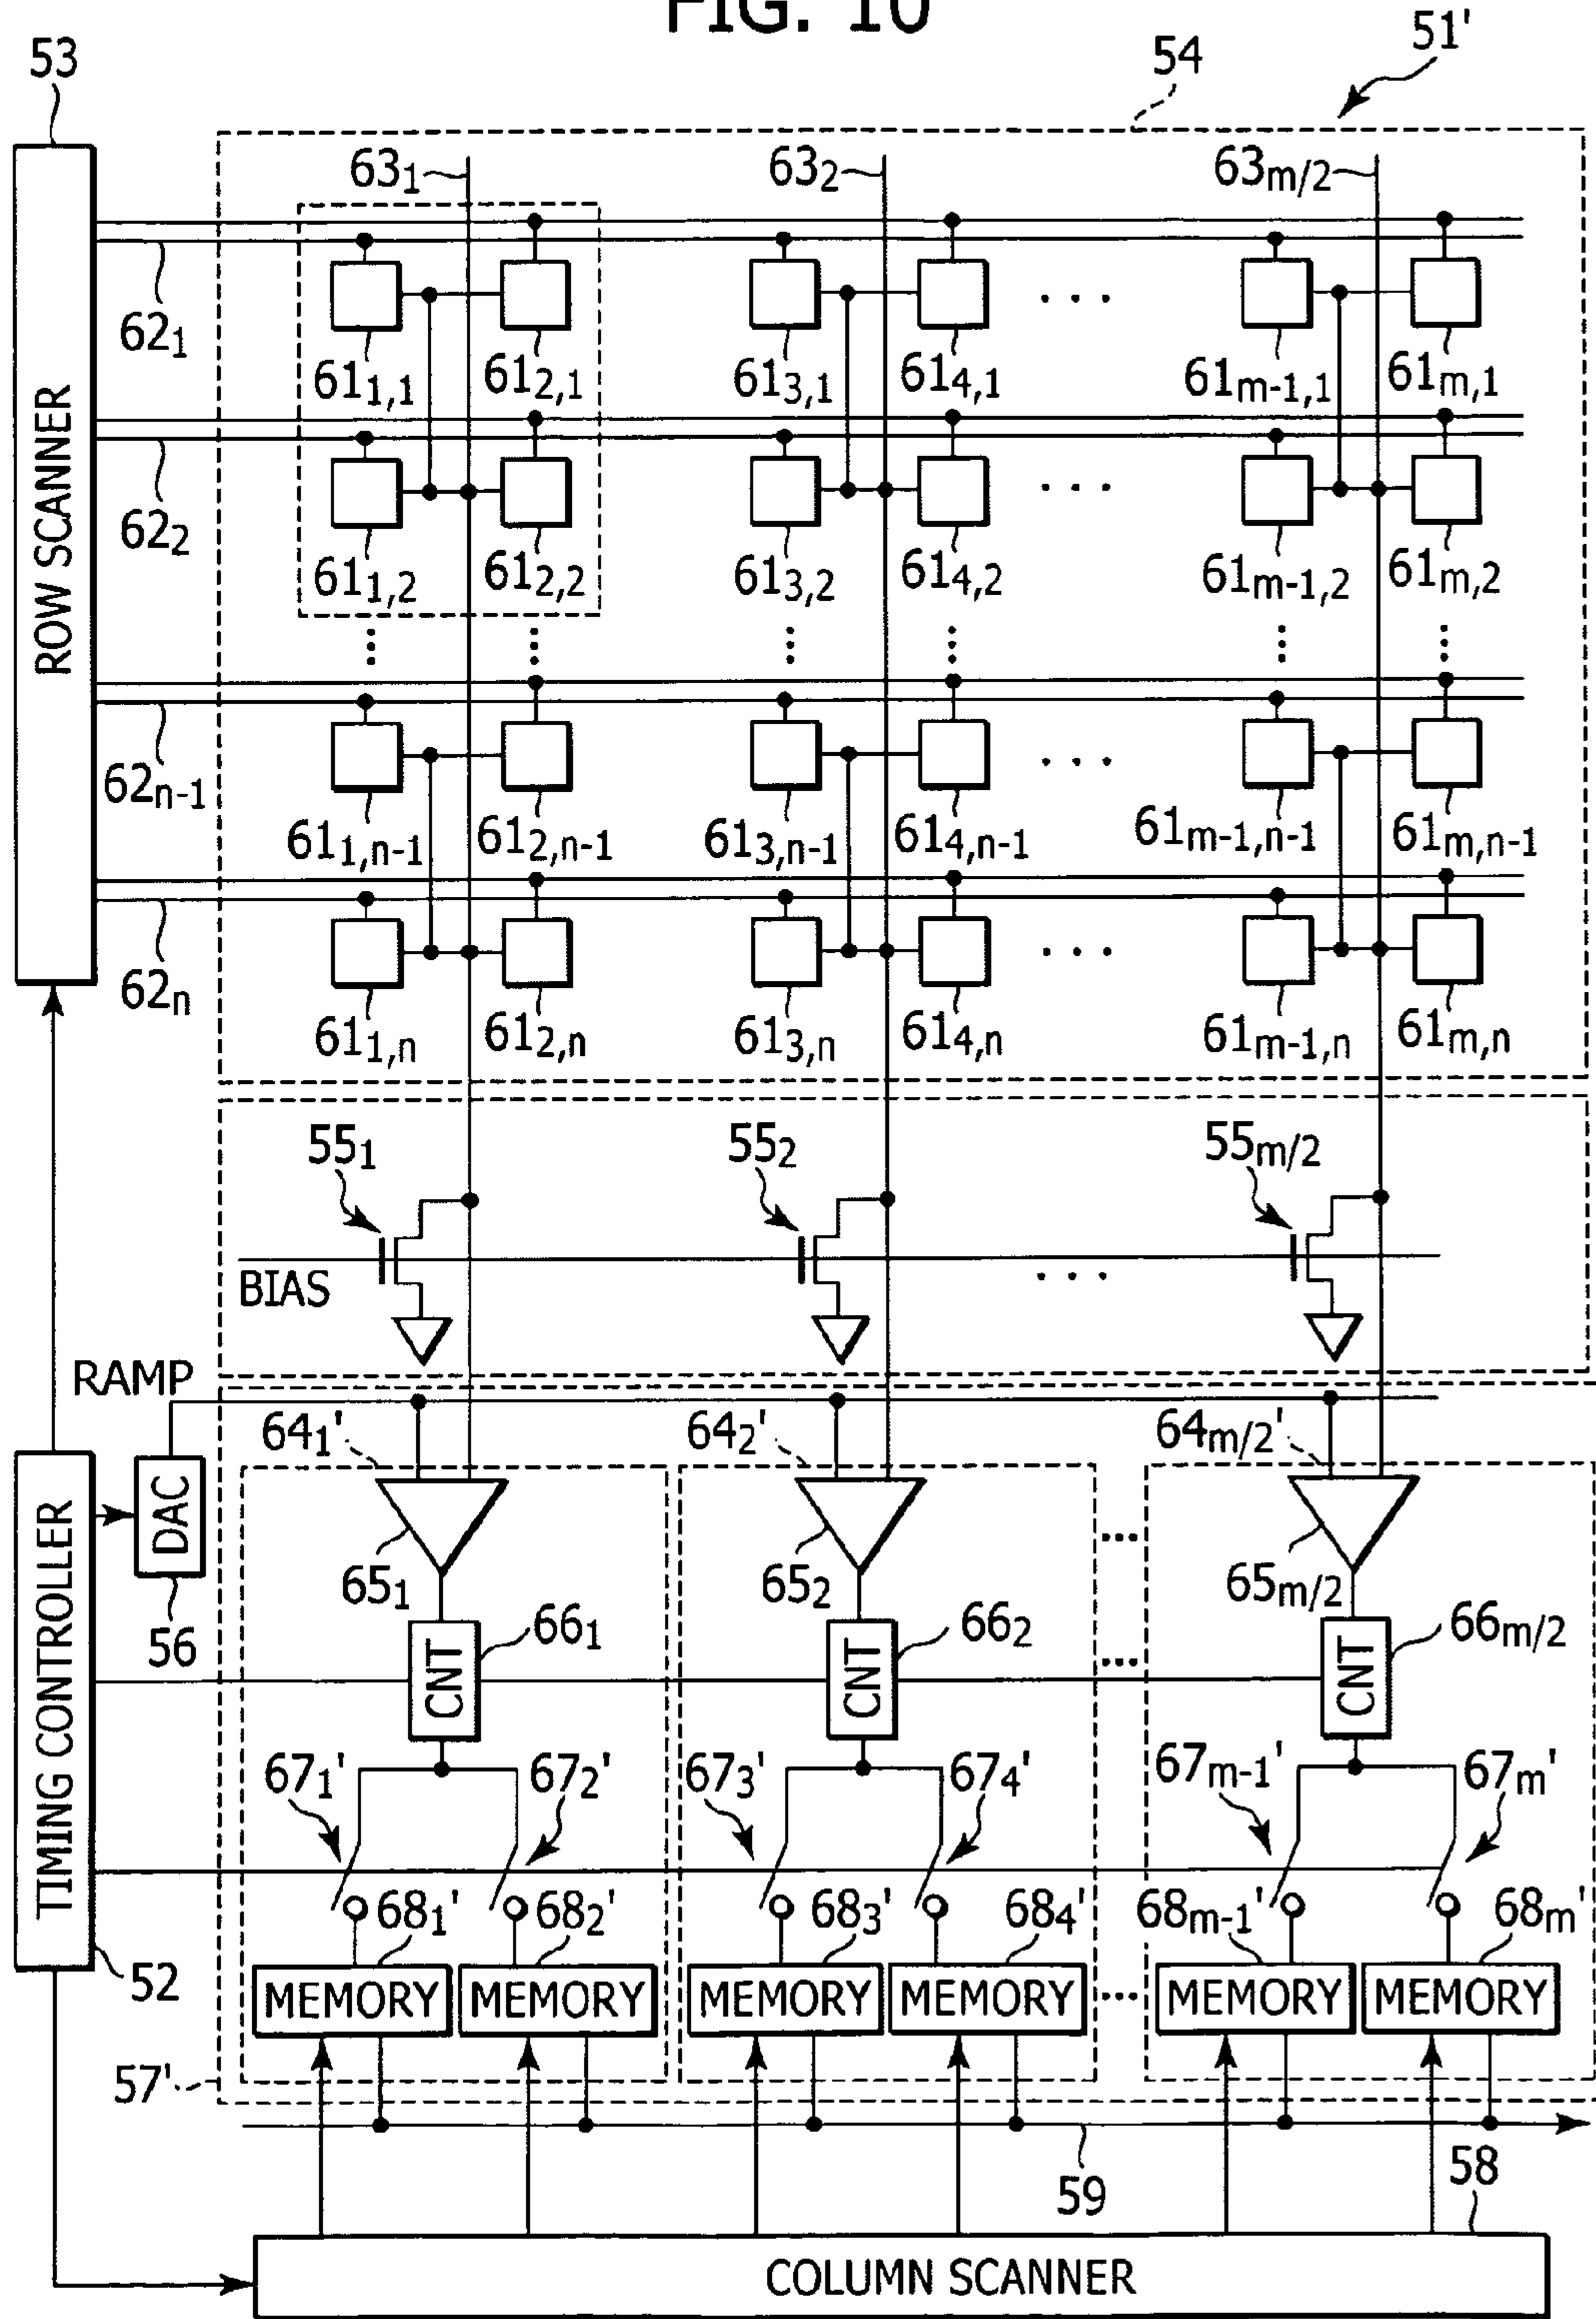 FIG. 10
51'
53
54
63₁
63₂
63m/2
62₁
61₁,₁
61₂,₁
61₃,₁
61₄,₁
...
61m-1,1
61m,1
ROW SCANNER
62₂
61₁,₂
61₂,₂
61₃,₂
61₄,₂
...
61m-1,2
61m,2
62n-1
61₁,n-1
61₂,n-1
61₃,n-1
61₄,n-1
...
61m-1,n-1
61m,n-1
62n
61₁,n
61₂,n
61₃,n
61₄,n
...
61m-1,n
61m,n
55₁
55₂
55m/2
BIAS
...
RAMP
64₁'
64₂'
64m/2'
DAC
56
65₁
65₂
...
65m/2
CNT
66₁
CNT
66₂
...
CNT
66m/2
TIMING CONTROLLER
67₁'
67₂'
67₃'
67₄'
67m-1'
67m'
68₁'
68₂'
68₃'
68₄'
68m-1'
68m'
52
MEMORY
MEMORY
MEMORY
MEMORY
...
MEMORY
MEMORY
57'
59
58
COLUMN SCANNER